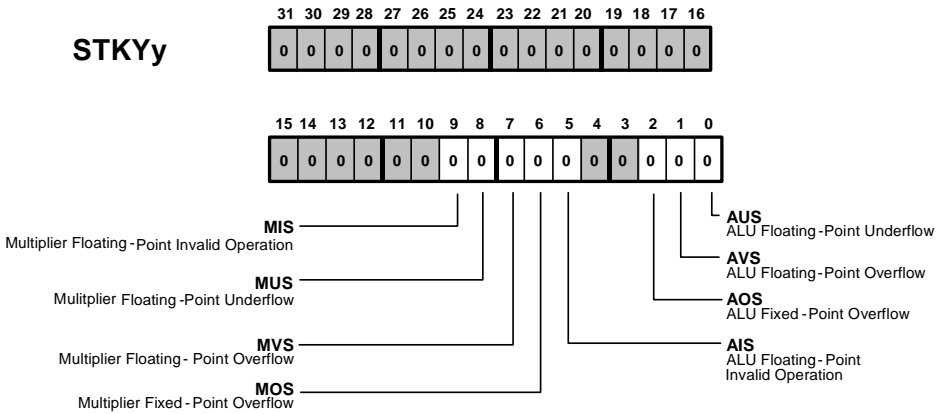 31 30 29 28 27 26 25 24 23 22 21 20 19 18 17 16
STKYy
0 0 0 0 0 0 0 0 0 0 0 0 0 0 0 0
15 14 13 12 11 10 9 8 7 6 5 4 3 2 1 0
0 0 0 0 0 0 0 0 0 0 0 0 0 0 0 0
MIS
Multiplier Floating-Point Invalid Operation
MUS
Mulitplier Floating-Point Underflow
MVS
Multiplier Floating-Point Overflow
MOS
Multiplier Fixed-Point Overflow
AUS
ALU Floating-Point Underflow
AVS
ALU Floating-Point Overflow
AOS
ALU Fixed-Point Overflow
AIS
ALU Floating-Point
Invalid Operation